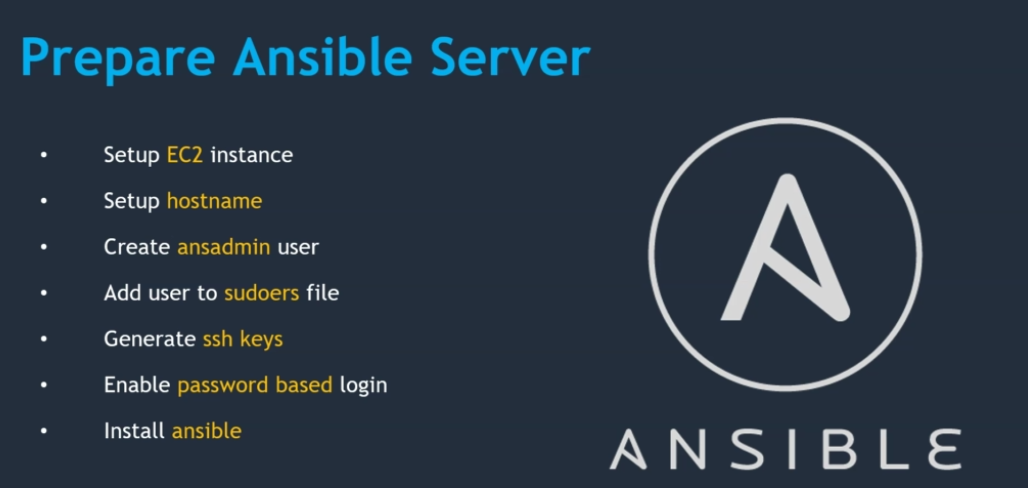 Prepare Ansible Server
• Setup EC2 instance
• Setup hostname
• Create ansadmin user
• Add user to sudoers file
• Generate ssh keys
• Enable password based login
• Install ansible
ANSIBLE